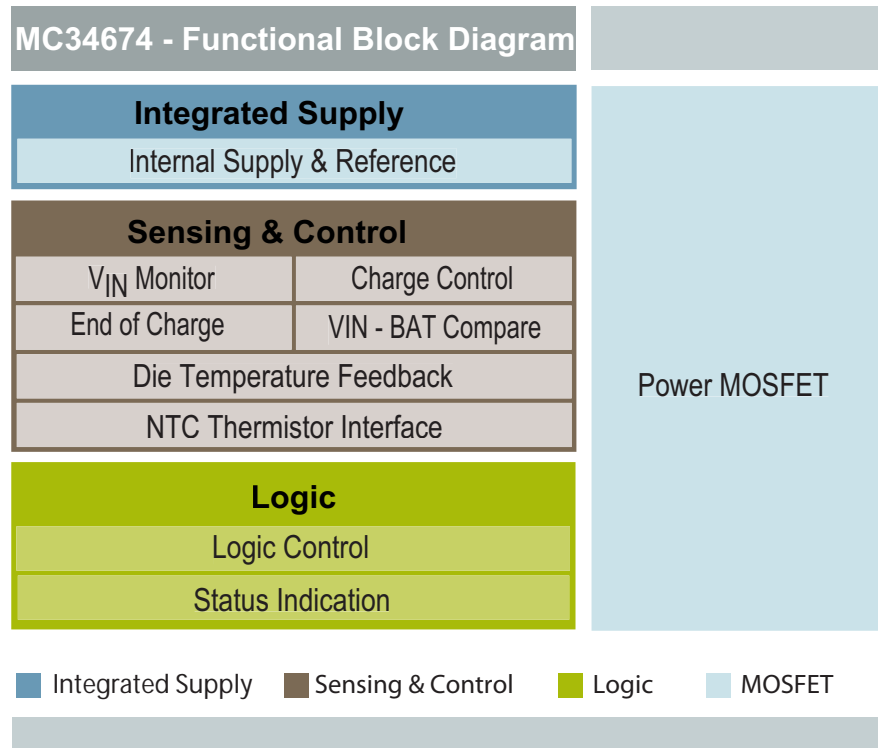 MC34674 - Functional Block Diagram
Integrated Supply
Internal Supply & Reference
Sensing & Control
VIN Monitor
Charge Control
End of Charge
VIN - BAT Compare
Die Temperature Feedback
NTC Thermistor Interface
Power MOSFET
Logic
Logic Control
Status Indication
Integrated Supply
Sensing & Control
Logic
MOSFET